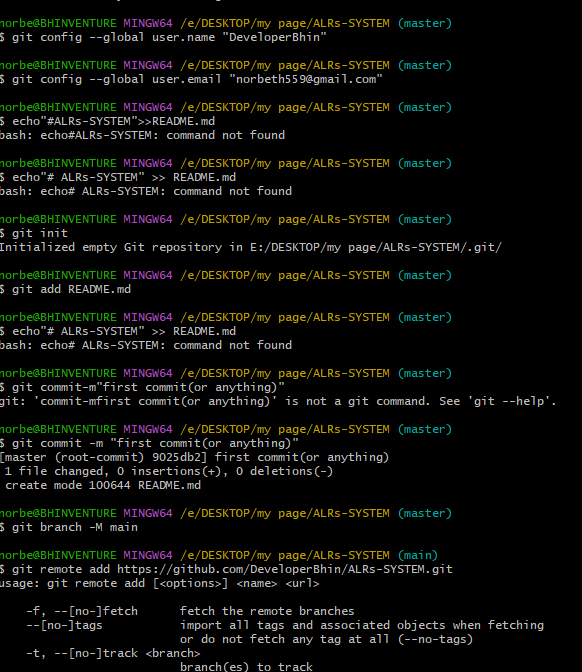 norbe@BHINVENTURE MINGW64 /e/DESKTOP/my page/ALRs-SYSTEM (master)
$ git config --global user.name "DeveloperBhin"
norbe@BHINVENTURE MINGW64 /e/DESKTOP/my page/ALRs-SYSTEM (master)
$ git config --global user.email "norbeth559@gmail.com"
norbe@BHINVENTURE MINGW64 /e/DESKTOP/my page/ALRs-SYSTEM (master)
$ echo"#ALRs-SYSTEM">>README.md
bash: echo#ALRs-SYSTEM: command not found
norbe@BHINVENTURE MINGW64 /e/DESKTOP/my page/ALRs-SYSTEM (master)
$ echo"# ALRs-SYSTEM" >> README.md
bash: echo# ALRs-SYSTEM: command not found
norbe@BHINVENTURE MINGW64 /e/DESKTOP/my page/ALRs-SYSTEM (master)
$ git init
Initialized empty Git repository in E:/DESKTOP/my page/ALRs-SYSTEM/.git/
norbe@BHINVENTURE MINGW64 /e/DESKTOP/my page/ALRs-SYSTEM (master)
$ git add README.md
norbe@BHINVENTURE MINGW64 /e/DESKTOP/my page/ALRs-SYSTEM (master)
$ echo"# ALRs-SYSTEM" >> README.md
bash: echo# ALRs-SYSTEM: command not found
norbe@BHINVENTURE MINGW64 /e/DESKTOP/my page/ALRs-SYSTEM (master)
$ git commit-m"first commit(or anything)"
git: 'commit-mfirst commit(or anything)' is not a git command. See 'git --help'.
norbe@BHINVENTURE MINGW64 /e/DESKTOP/my page/ALRs-SYSTEM (master)
$ git commit -m "first commit(or anything)"
[master (root-commit) 9025db2] first commit(or anything)
1 file changed, 0 insertions(+), 0 deletions(-)
create mode 100644 README.md
norbe@BHINVENTURE MINGW64 /e/DESKTOP/my page/ALRs-SYSTEM (master)
$ git branch -M main
norbe@BHINVENTURE MINGW64 /e/DESKTOP/my page/ALRs-SYSTEM (main)
$ git remote add https://github.com/DeveloperBhin/ALRs-SYSTEM.git
usage: git remote add [<options>] <name> <url>
-f, --[no-]fetch fetch the remote branches
--[no-]tags import all tags and associated objects when fetching
or do not fetch any tag at all (--no-tags)
-t, --[no-]track <branch>
branch(es) to track